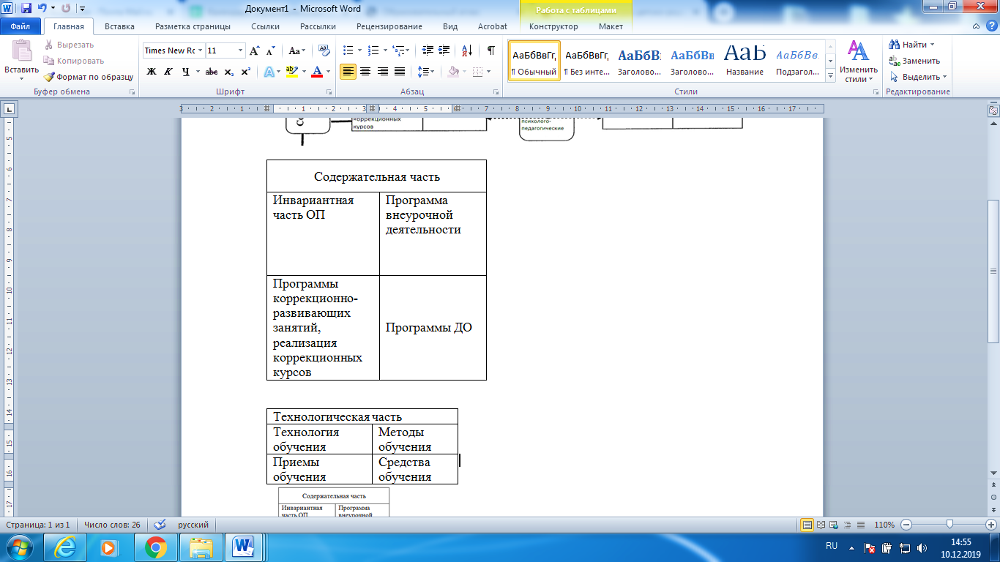 Документ1 - Microsoft Word
Работа с таблицами
Файл
Главная
Вставка
Разметка страницы
Ссылки
Рассылки
Рецензирование
Вид
Acrobat
Конструктор
Макет
Вставить
Вырезать
Копировать
Формат по образцу
Буфер обмена
Times New Ro
11
Шрифт
Абзац
АаБбВвГг,
¶ Обычный
АаБбВвГг,
¶ Без инте...
АаБбВ
Заголово...
АаБбВв
Заголово...
АаБ
Название
АаБбВв.
Подзагол...
Стили
Изменить
стили
Найти
Заменить
Выделить
Редактирование
коррекционных
курсов
психолого-
педагогические
Содержательная часть
Инвариантная
часть ОП
Программа
внеурочной
деятельности
Программы
коррекционно-
развивающих
занятий,
реализация
коррекционных
курсов
Программы ДО
Технологическая часть
Технология
обучения
Методы
обучения
Приемы
обучения
Средства
обучения
Содержательная часть
Инвариантная
часть ОП
Программа
внеурочной
Страница: 1 из 1
Число слов: 26
русский
110%
RU
14:55
10.12.2019